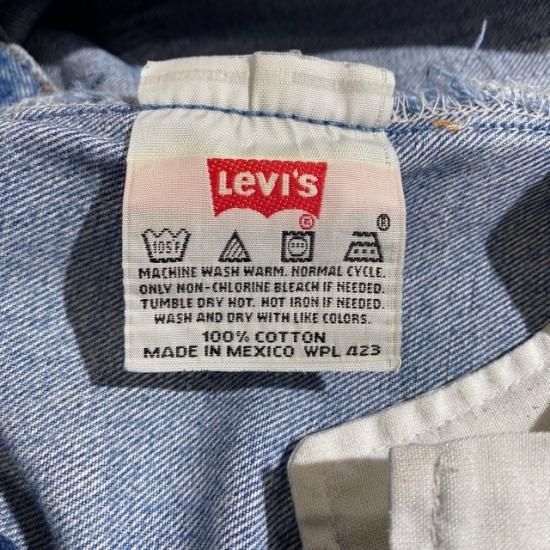 Levi's
®
105F
®
MACHINE WASH WARM. NORMAL CYCLE.
ONLY NON-CHLORINE BLEACH IF NEEDED.
TUMBLE DRY HOT. HOT IRON IF NEEDED.
WASH AND DRY WITH LIKE COLORS.
100% COTTON
MADE IN MEXICO WPL 423